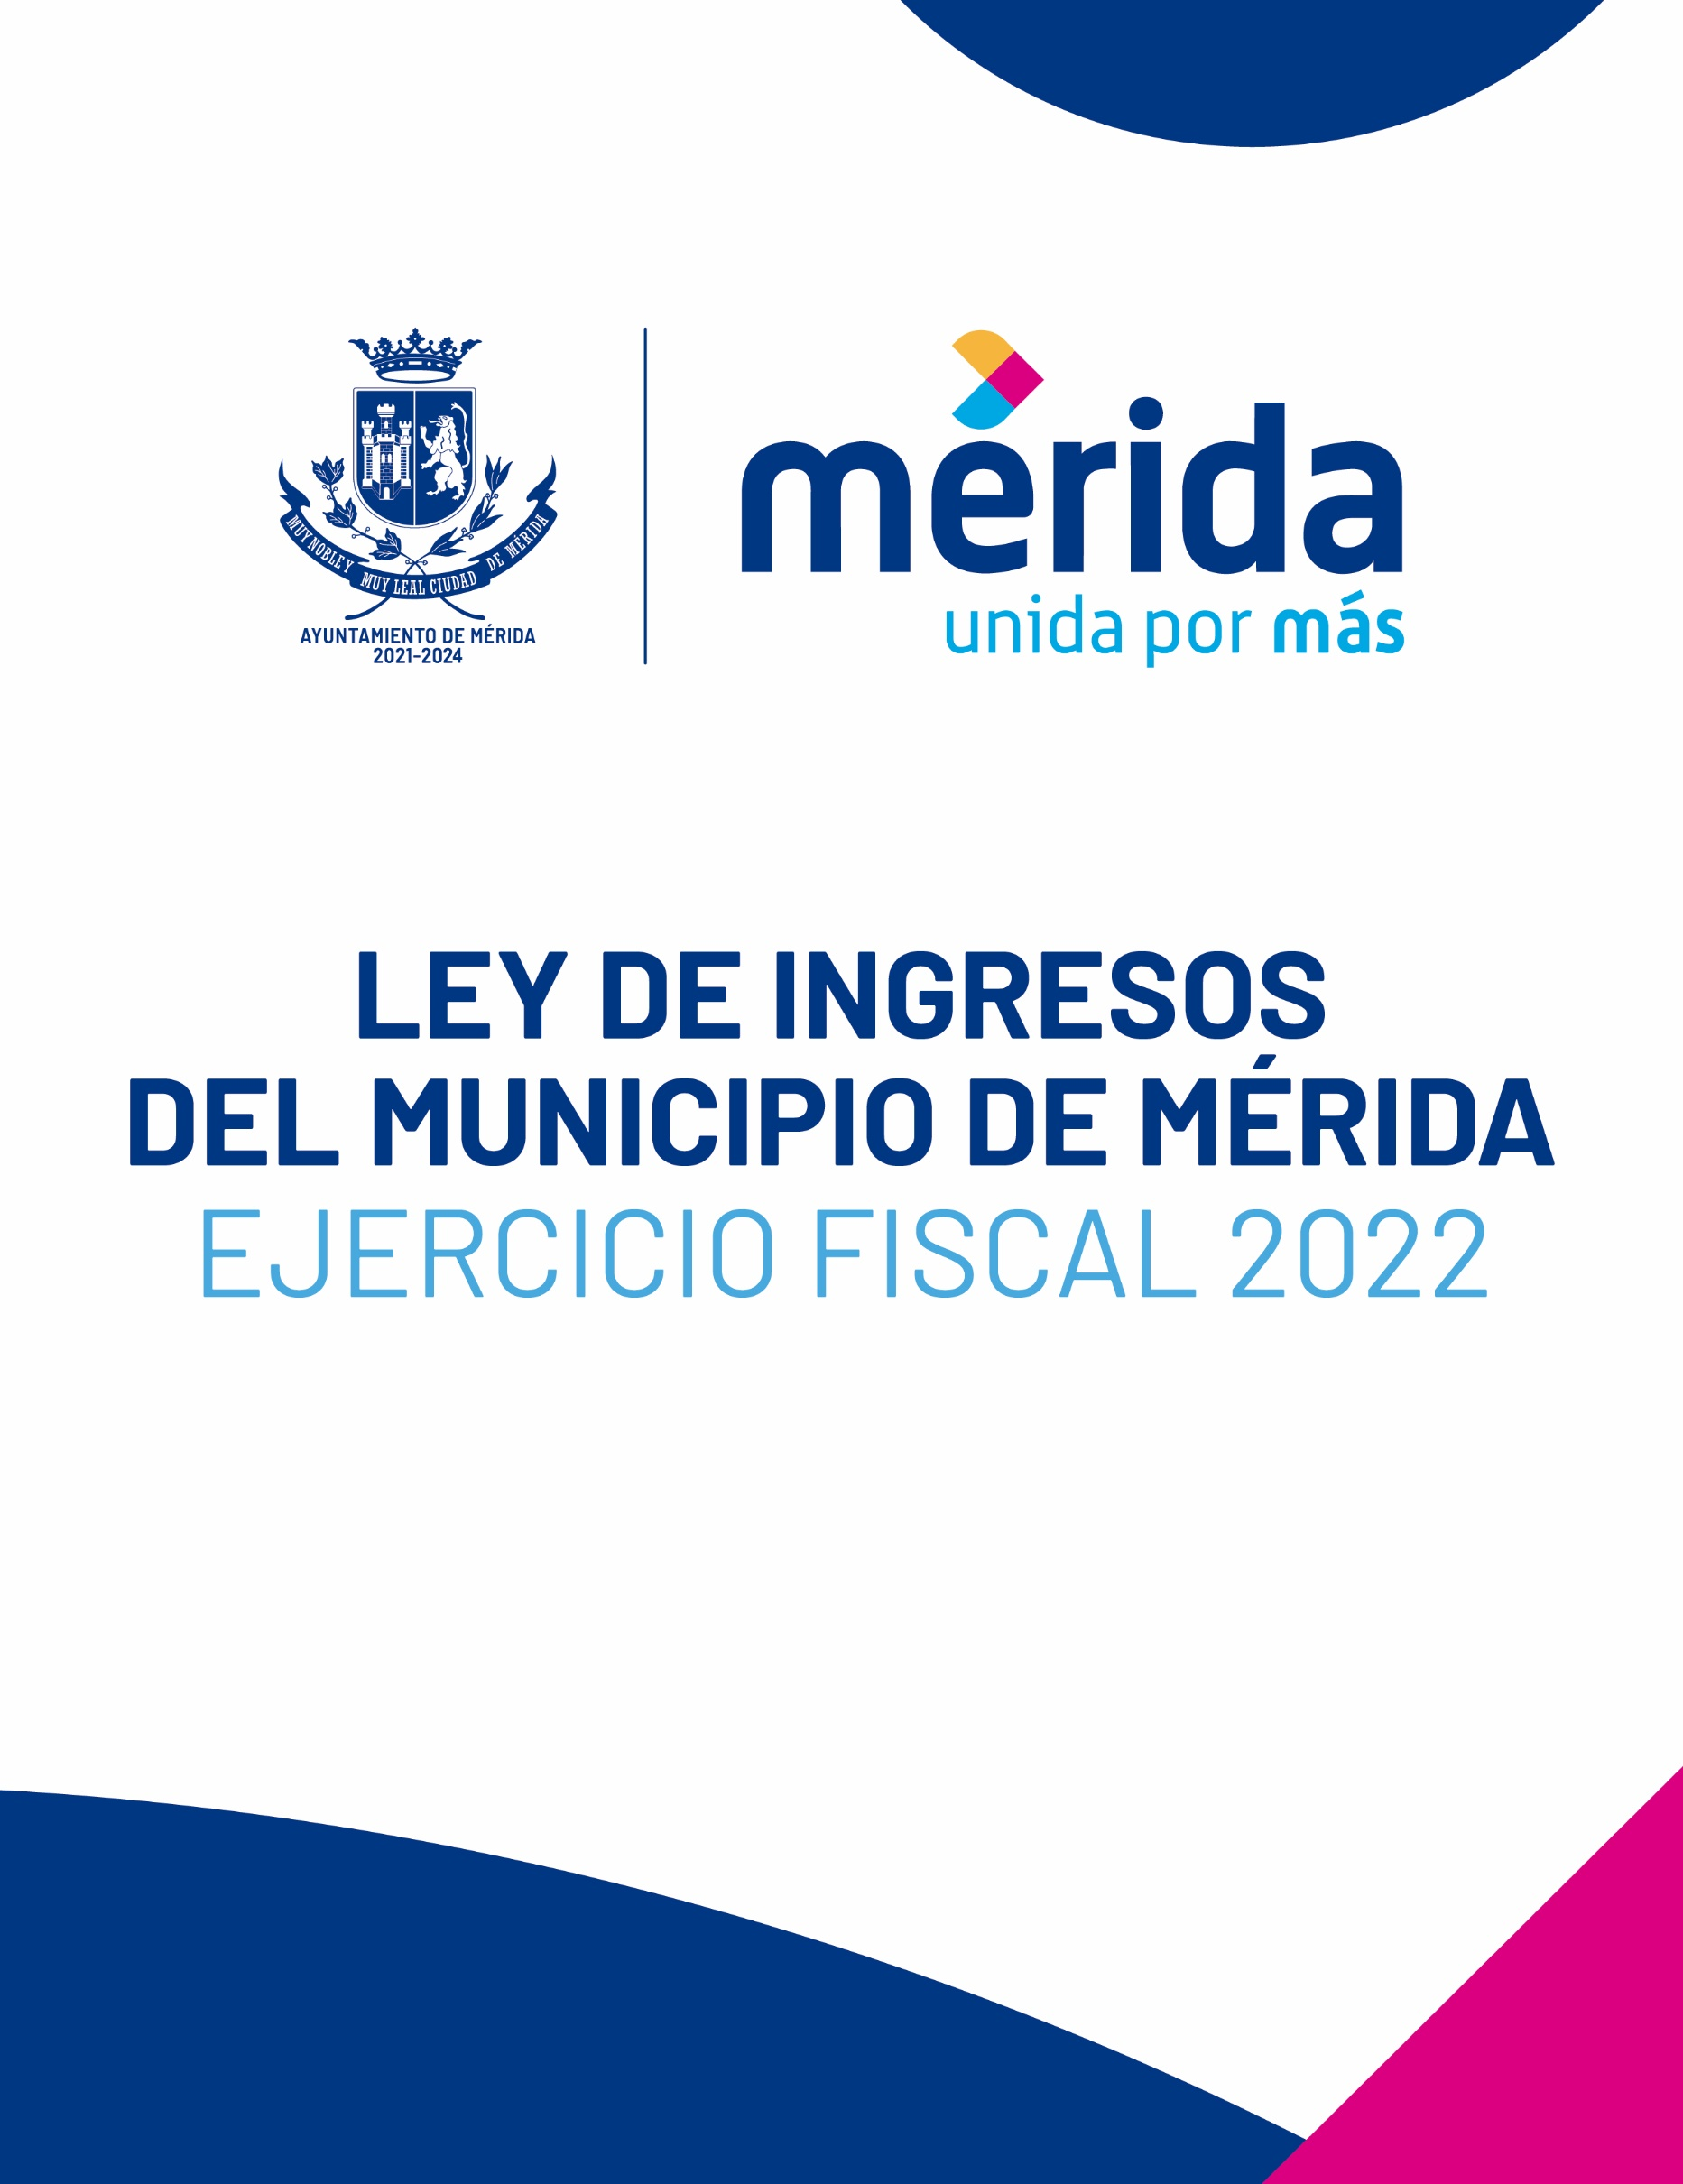 MUY NOBLE Y MUY LEAL CIUDAD DE MÉRIDA
AYUNTAMIENTO DE MÉRIDA
2021-2024
mérida
unida por más
LEY DE INGRESOS
DEL MUNICIPIO DE MÉRIDA
EJERCICIO FISCAL 2022